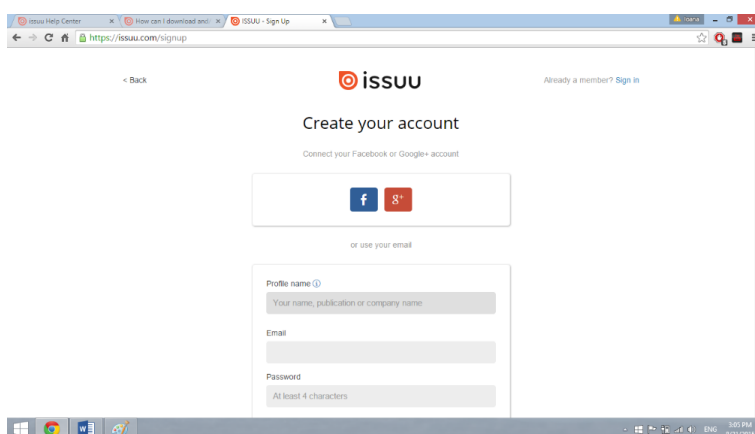 issuu Help Center
How can I download and
ISSUU - Sign Up
Ioana
https://issuu.com/signup
< Back
issuu
Already a member? Sign in
Create your account
Connect your Facebook or Google+ account
f
g+
or use your email
Profile name
Your name, publication or company name
Email
Password
At least 4 characters
ENG
3:05 PM